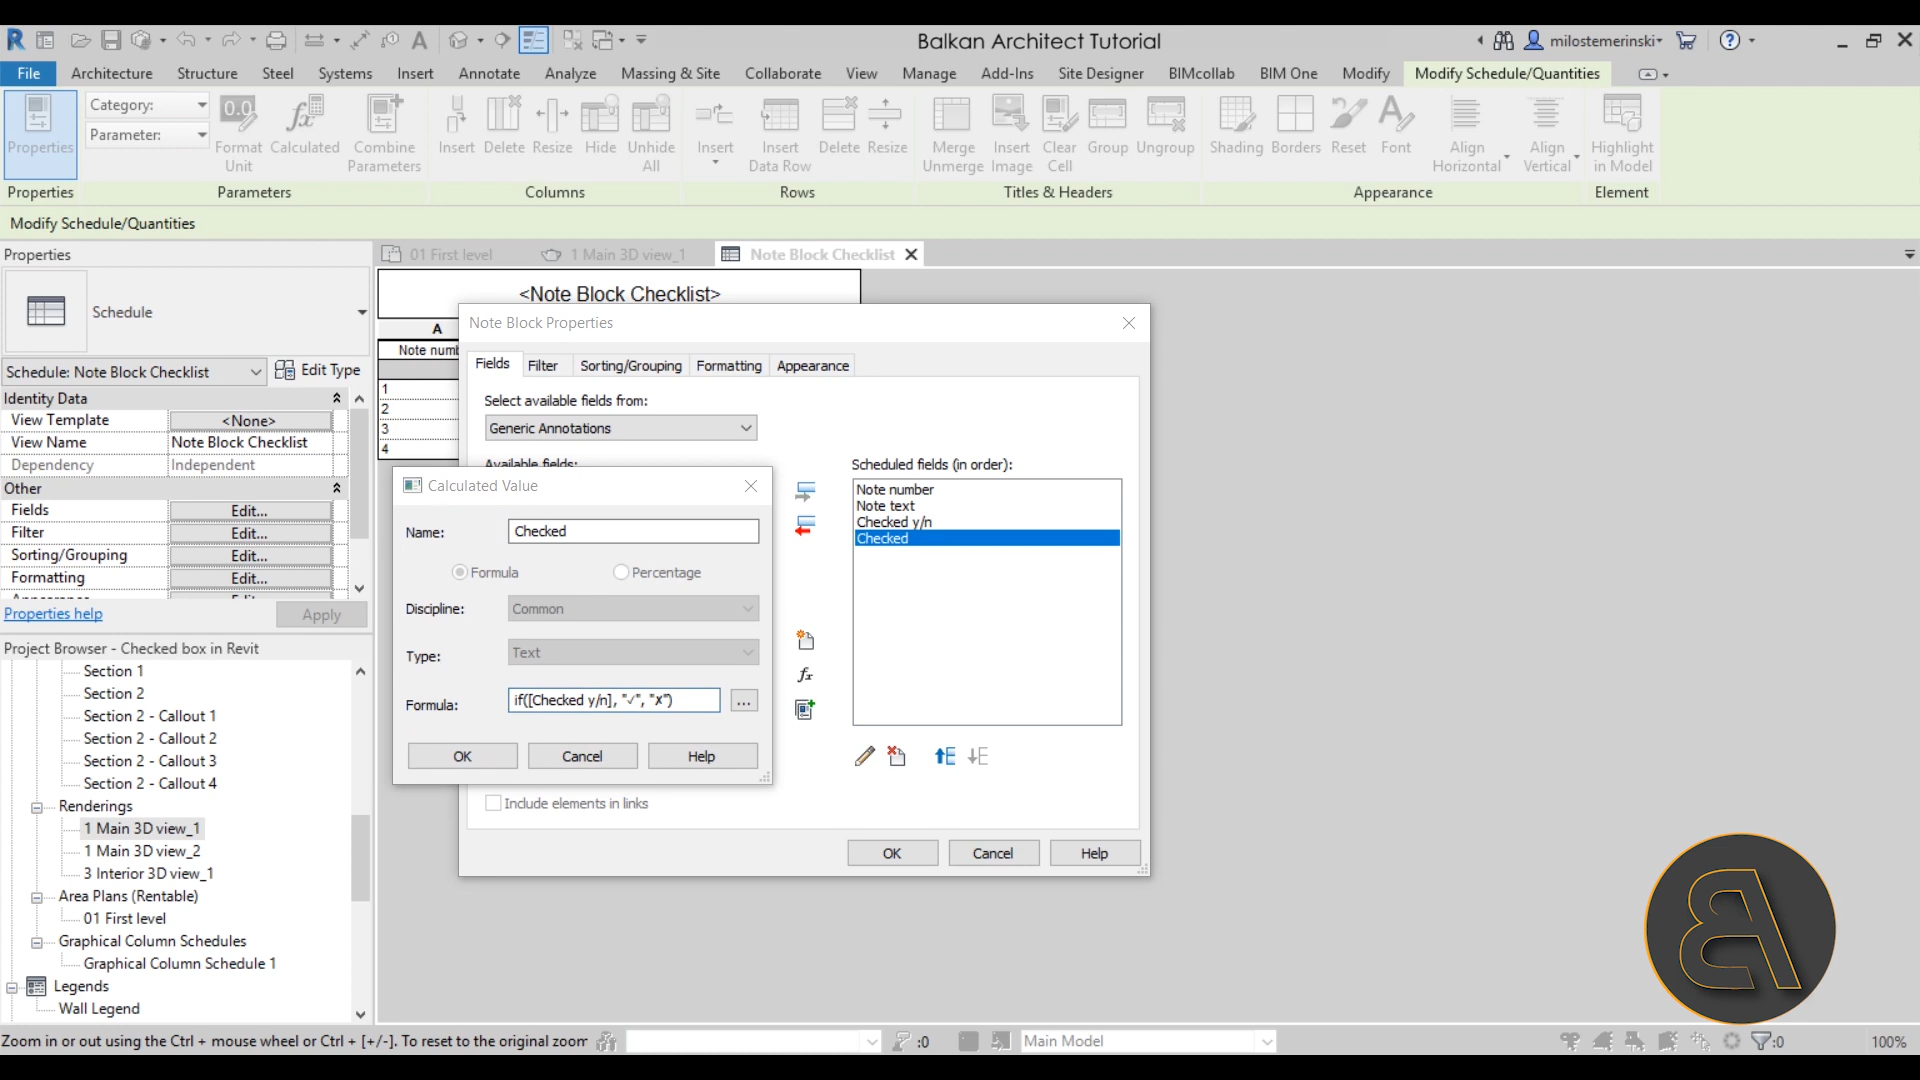 Balkan Architect Tutorial
milostemerinski
File Architecture Structure Steel Systems Insert Annotate Analyze Massing & Site Collaborate View Manage Add-Ins Site Designer BIMcollab BIM One Modify Modify Schedule/Quantities
Properties
Category:
Parameter:
Format Unit
Calculated
Combine Parameters
Insert
Delete
Resize
Hide
Unhide All
Insert
Insert Data Row
Delete
Resize
Merge Unmerge
Insert Image
Clear Cell
Group
Ungroup
Shading
Borders
Reset
Font
Align Horizontal
Align Vertical
Highlight in Model
Properties Parameters Columns Rows Titles & Headers Appearance Element
Modify Schedule/Quantities
Properties
01 First level
1 Main 3D view_1
Note Block Checklist
Schedule
Schedule: Note Block Checklist
Edit Type
Identity Data
View Template <None>
View Name Note Block Checklist
Dependency Independent
Other
Fields Edit...
Filter Edit...
Sorting/Grouping Edit...
Formatting Edit...
Properties help
Apply
Project Browser - Checked box in Revit
Section 1
Section 2
Section 2 - Callout 1
Section 2 - Callout 2
Section 2 - Callout 3
Section 2 - Callout 4
Renderings
1 Main 3D view_1
1 Main 3D view_2
3 Interior 3D view_1
Area Plans (Rentable)
01 First level
Graphical Column Schedules
Graphical Column Schedule 1
Legends
Wall Legend
<Note Block Checklist>
A
Note numb
1
2
3
4
Note Block Properties
Fields Filter Sorting/Grouping Formatting Appearance
Select available fields from:
Generic Annotations
Available fields:
Scheduled fields (in order):
Note number
Note text
Checked y/n
Checked
Calculated Value
Name: Checked
Formula Percentage
Discipline: Common
Type: Text
Formula: if([Checked y/n], "✓", "✗") ...
OK Cancel Help
Include elements in links
OK Cancel Help
Zoom in or out using the Ctrl + mouse wheel or Ctrl + [+/-]. To reset to the original zoom
:0
Main Model
:0
100%